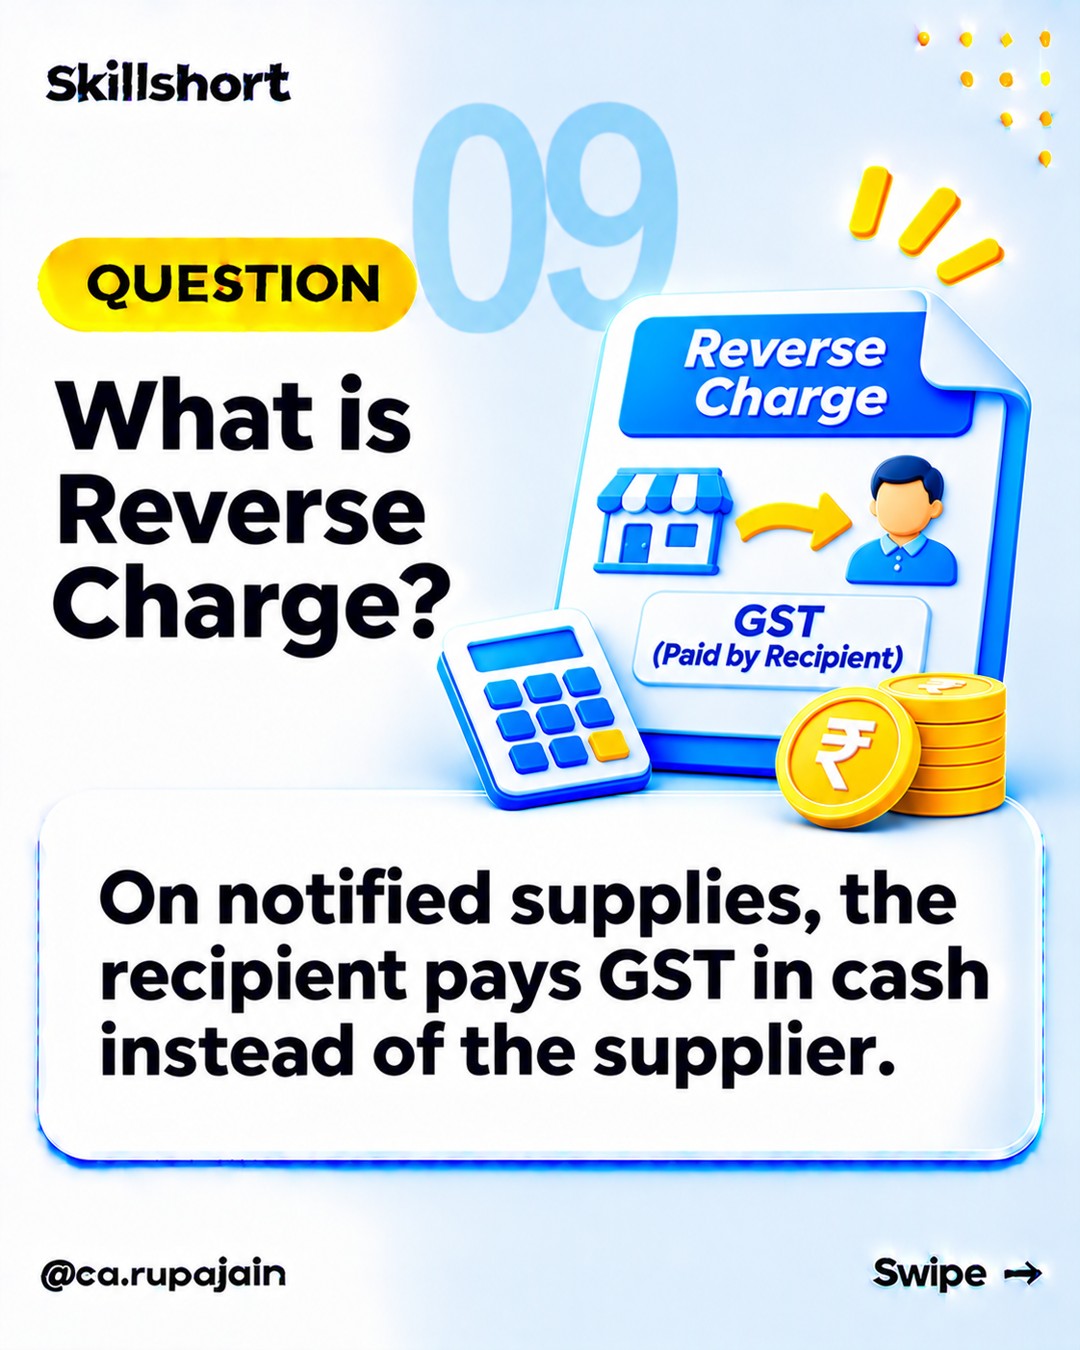 Skillshort
09
QUESTION
What is
Reverse
Charge?
Reverse
Charge
GST
(Paid by Recipient)
₹
₹
On notified supplies, the
recipient pays GST in cash
instead of the supplier.
@ca.rupajain
Swipe →